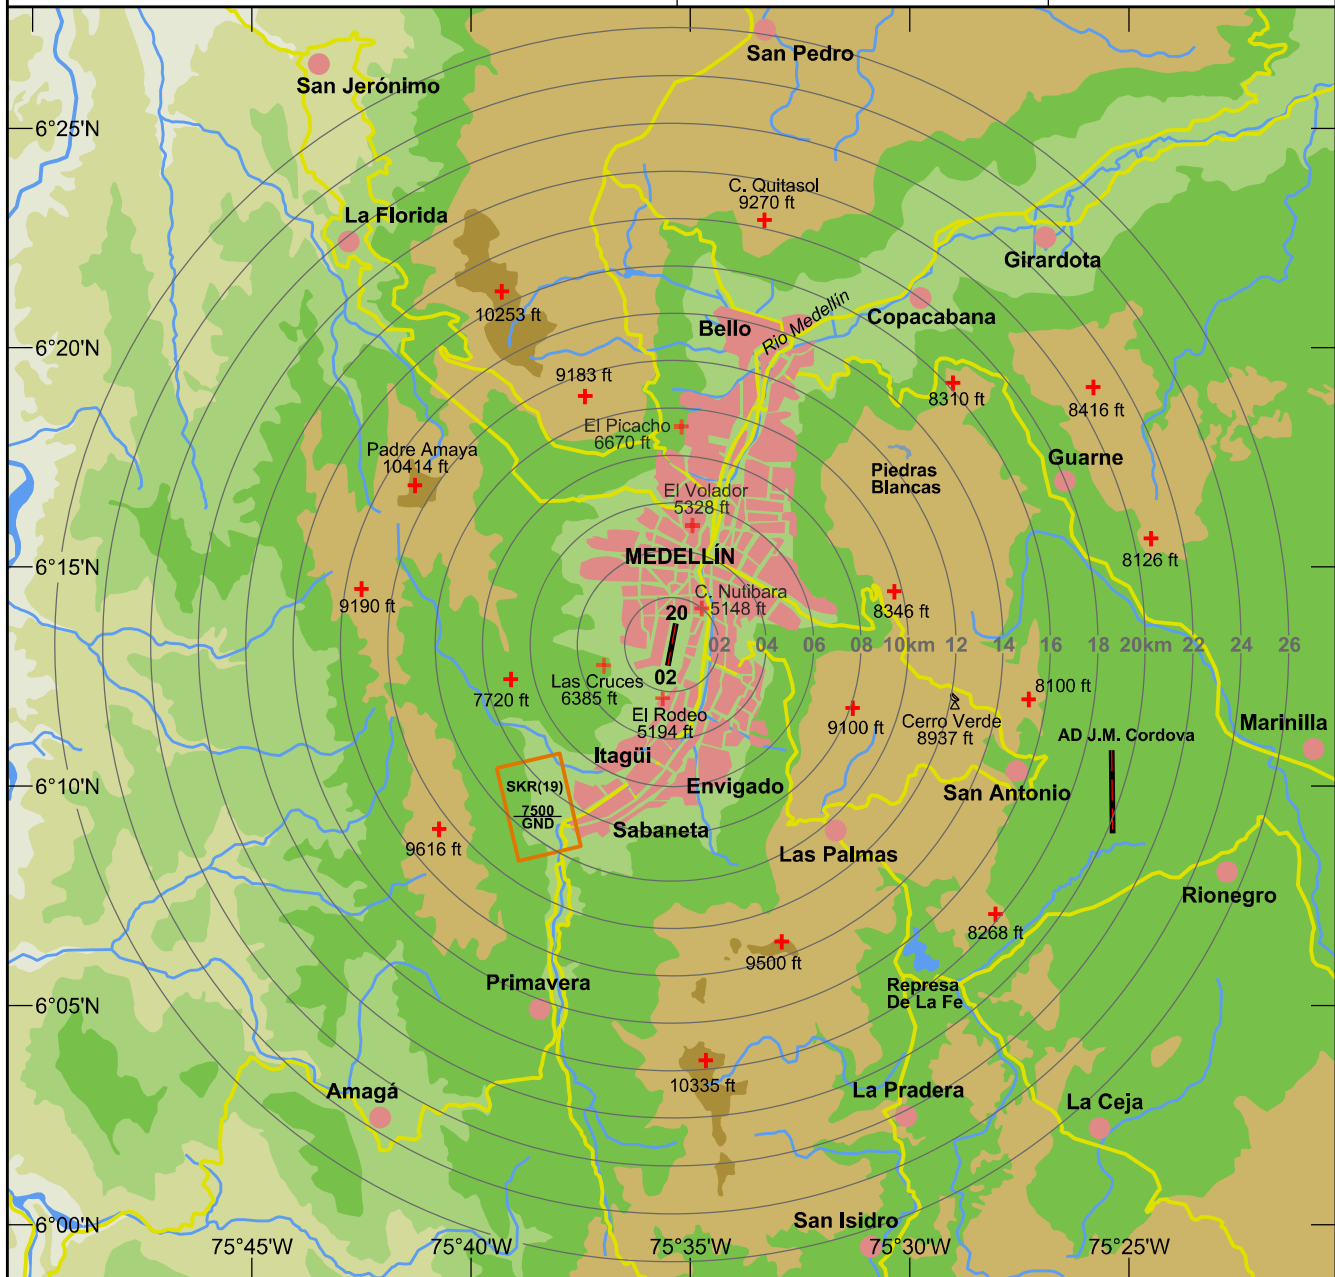 San Pedro
San Jerónimo
6°25'N
C. Quitasol
9270 ft
La Florida
Girardota
10253 ft
Copacabana
Bello
Rio Medellín
6°20'N
9183 ft
8310 ft
8416 ft
El Picacho
6670 ft
Padre Amaya
10414 ft
Guarne
Piedras
Blancas
El Volador
5328 ft
MEDELLÍN
8126 ft
6°15'N
C. Nutibara
5148 ft
9190 ft
8346 ft
20
02 04 06 08 10km 12 14 16 18 20km 22 24 26
02
Las Cruces
6385 ft
7720 ft
8100 ft
El Rodeo
5194 ft
9100 ft
Cerro Verde
8937 ft
Marinilla
AD J.M. Cordova
Itagüi
6°10'N
SKR(19)
7500
GND
Envigado
San Antonio
Sabaneta
9616 ft
Las Palmas
Rionegro
8268 ft
9500 ft
Primavera
Represa
De La Fe
6°05'N
10335 ft
Amagá
La Pradera
La Ceja
6°00'N
San Isidro
75°45'W
75°40'W
75°35'W
75°30'W
75°25'W